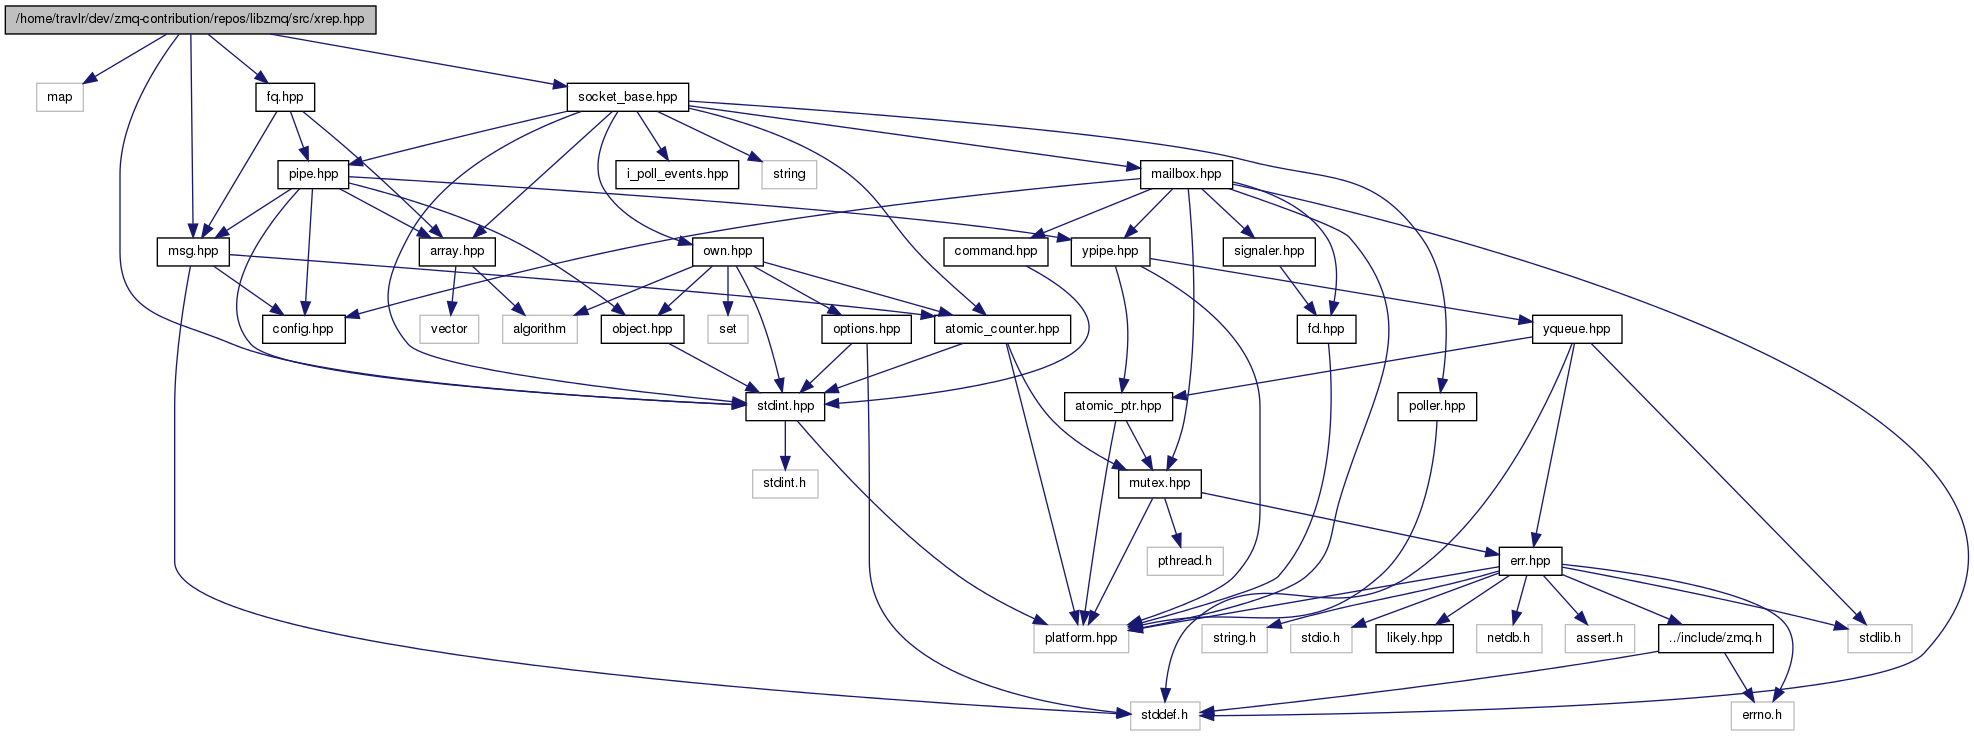 /home/travlr/dev/zmq-contribution/repos/libzmq/src/xrep.hpp
map
fq.hpp
socket_base.hpp
pipe.hpp
i_poll_events.hpp
string
mailbox.hpp
msg.hpp
array.hpp
own.hpp
command.hpp
ypipe.hpp
signaler.hpp
config.hpp
vector
algorithm
object.hpp
set
options.hpp
atomic_counter.hpp
fd.hpp
yqueue.hpp
stdint.hpp
atomic_ptr.hpp
poller.hpp
stdint.h
mutex.hpp
pthread.h
err.hpp
platform.hpp
string.h
stdio.h
likely.hpp
netdb.h
assert.h
../include/zmq.h
stdlib.h
stddef.h
errno.h